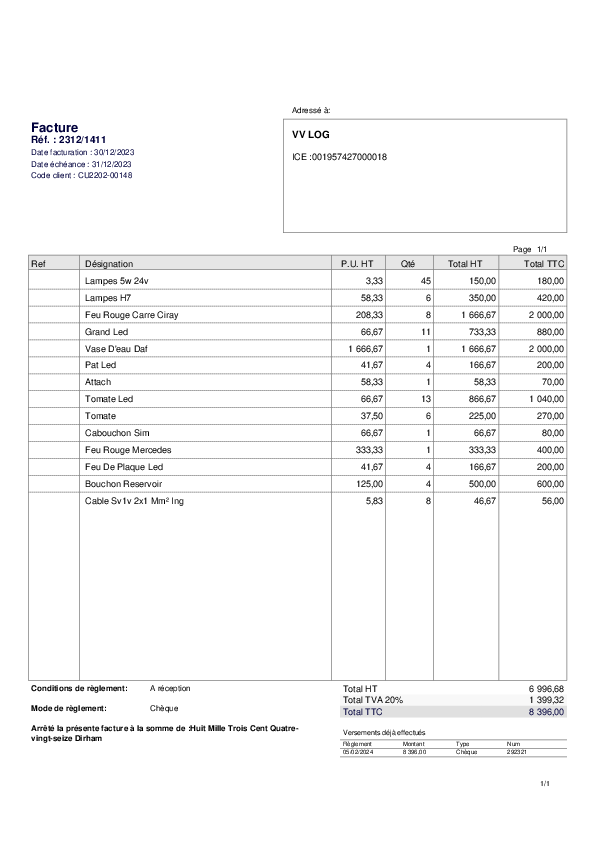 Adressé à:
Facture
Réf. : 2312/1411
Date facturation : 30/12/2023
Date échéance : 31/12/2023
Code client : CU2202-00148
VV LOG
ICE :001957427000018
Page 1/1
Ref Désignation P.U. HT Qté Total HT Total TTC
Lampes 5w 24v 3,33 45 150,00 180,00
Lampes H7 58,33 6 350,00 420,00
Feu Rouge Carre Ciray 208,33 8 1 666,67 2 000,00
Grand Led 66,67 11 733,33 880,00
Vase D'eau Daf 1 666,67 1 1 666,67 2 000,00
Pat Led 41,67 4 166,67 200,00
Attach 58,33 1 58,33 70,00
Tomate Led 66,67 13 866,67 1 040,00
Tomate 37,50 6 225,00 270,00
Cabouchon Sim 66,67 1 66,67 80,00
Feu Rouge Mercedes 333,33 1 333,33 400,00
Feu De Plaque Led 41,67 4 166,67 200,00
Bouchon Reservoir 125,00 4 500,00 600,00
Cable Sv1v 2x1 Mm² Ing 5,83 8 46,67 56,00
Conditions de règlement: A réception
Mode de règlement: Chèque
Arrêté la présente facture à la somme de :Huit Mille Trois Cent Quatre-
vingt-seize Dirham
Total HT 6 996,68
Total TVA 20% 1 399,32
Total TTC 8 396,00
Versements déjà effectués
Règlement Montant Type Num
05/02/2024 8 396,00 Chèque 292321
1/1